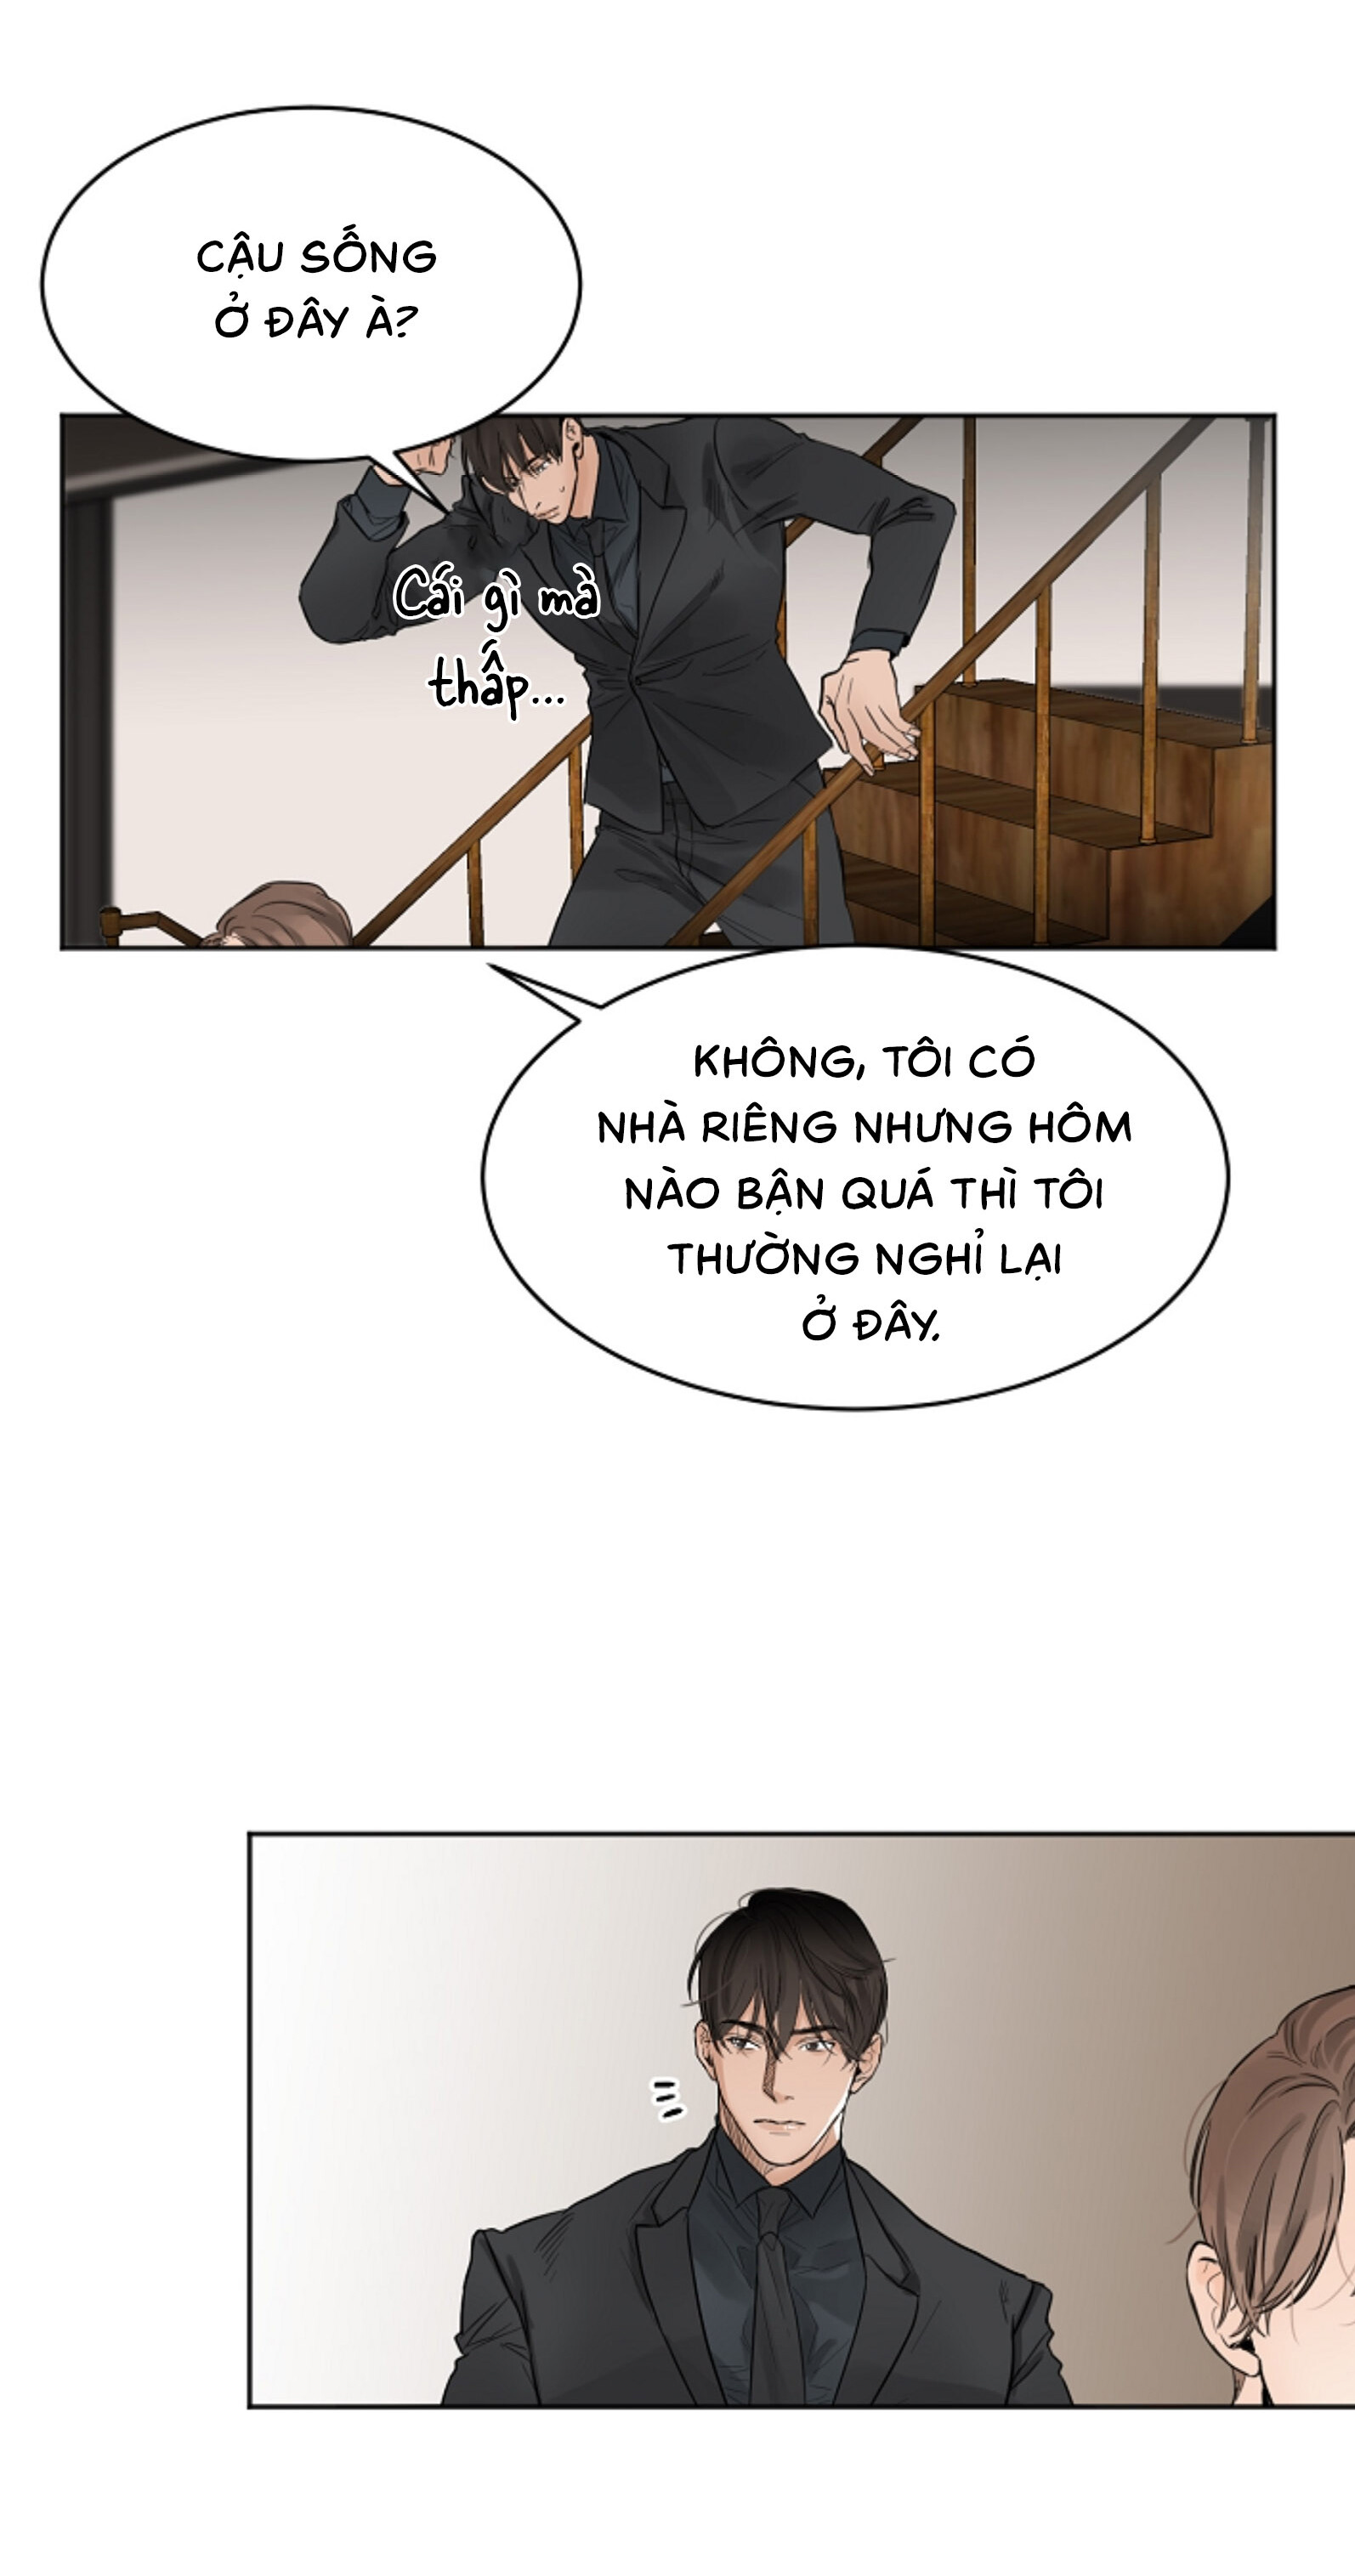 CẬU SỐNG
Ở ĐÂY À?
Cái gì mà
thấp...
KHÔNG, TÔI CÓ
NHÀ RIÊNG NHƯNG HÔM
NÀO BẬN QUÁ THÌ TÔI
THƯỜNG NGHỈ LẠI
Ở ĐÂY.